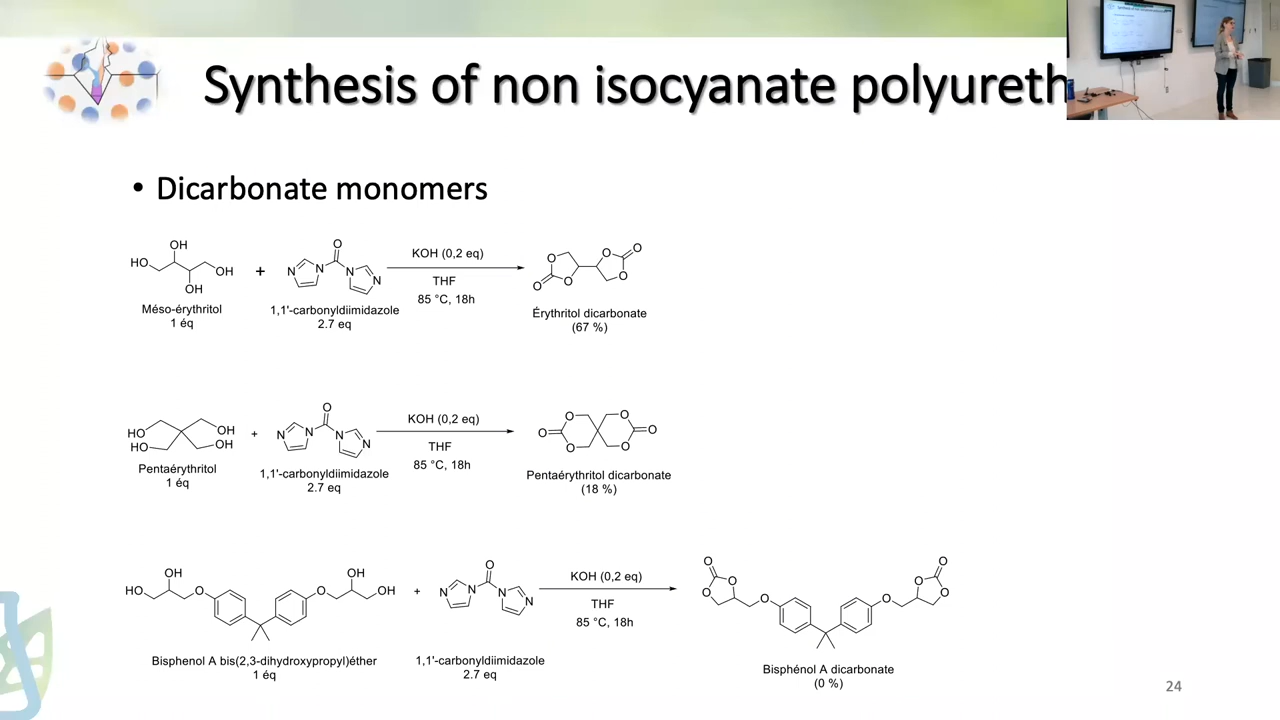 Synthesis of non isocyanate polyureth
• Dicarbonate monomers
OH
HO
OH
OH
Méso-érythritol
1 éq
+
O
N
N
N
N
1,1'-carbonyldiimidazole
2.7 eq
KOH (0,2 eq)
THF
85 °C, 18h
O
O
O
O
O
O
Érythritol dicarbonate
(67 %)
HO
HO
OH
OH
Pentaérythritol
1 éq
+
O
N
N
N
N
1,1'-carbonyldiimidazole
2.7 eq
KOH (0,2 eq)
THF
85 °C, 18h
O
O
O
O
O
O
Pentaérythritol dicarbonate
(18 %)
OH
HO
O
O
OH
OH
Bisphenol A bis(2,3-dihydroxypropyl)éther
1 éq
+
O
N
N
N
N
1,1'-carbonyldiimidazole
2.7 eq
KOH (0,2 eq)
THF
85 °C, 18h
O
O
O
O
O
O
O
O
Bisphénol A dicarbonate
(0 %)
24